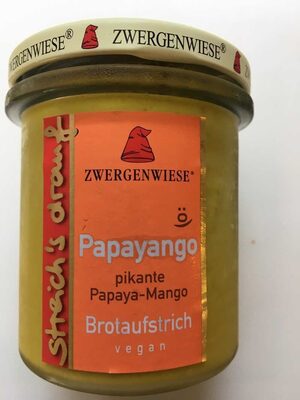 ZWERGENWIESE®
ZWERGENWIESE®
Streich's drauf
ZWERGENWIESE®
Papayango
pikante
Papaya-Mango
Brotaufstrich
vegan